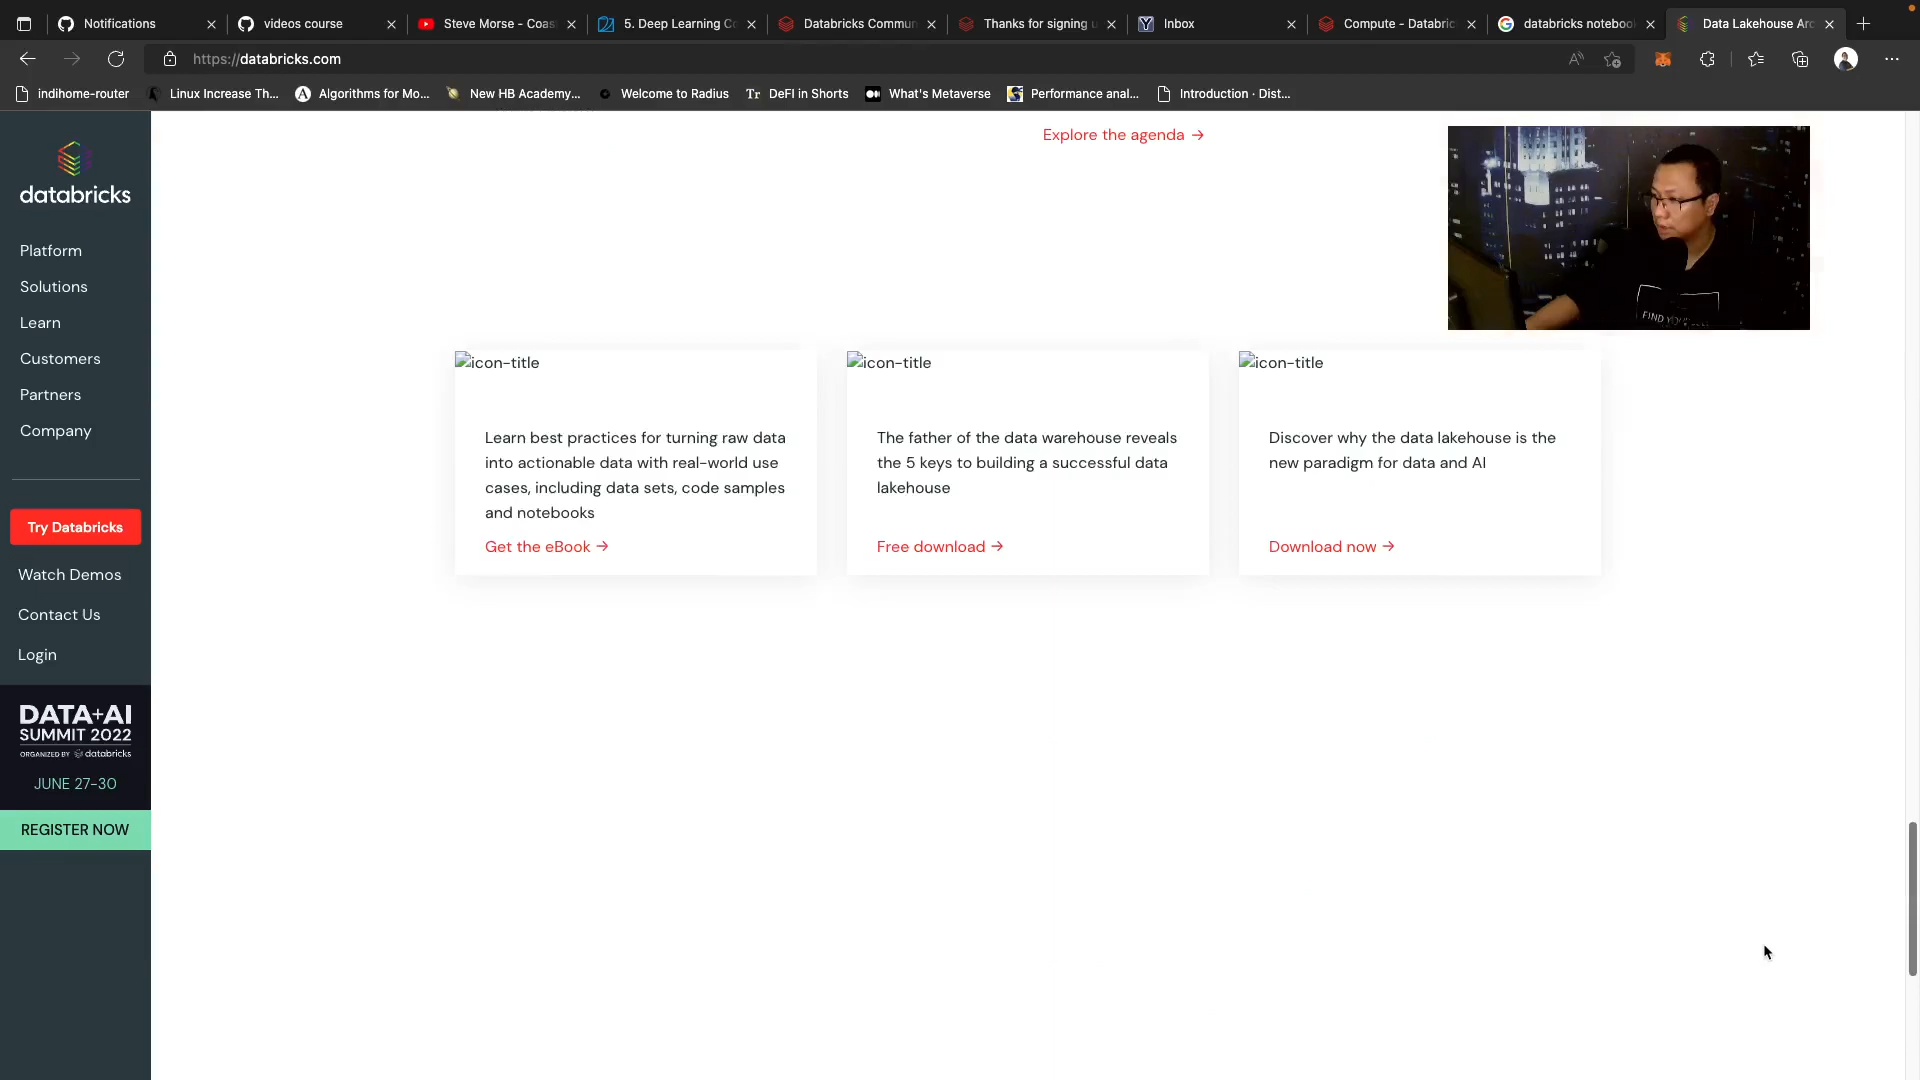 Notifications
videos course
Steve Morse - Coas
5. Deep Learning Co
Databricks Commun
Thanks for signing u
Inbox
Compute - Databric
databricks notebook
Data Lakehouse Arc
https://databricks.com
indihome-router
Linux Increase Th...
Algorithms for Mo...
New HB Academy...
Welcome to Radius
DeFI in Shorts
What's Metaverse
Performance anal...
Introduction · Dist...
databricks
Platform
Solutions
Learn
Customers
Partners
Company
Try Databricks
Watch Demos
Contact Us
Login
DATA+AI
SUMMIT 2022
ORGANIZED BY databricks
JUNE 27-30
REGISTER NOW
Explore the agenda →
icon-title
Learn best practices for turning raw data
into actionable data with real-world use
cases, including data sets, code samples
and notebooks
Get the eBook →
icon-title
The father of the data warehouse reveals
the 5 keys to building a successful data
lakehouse
Free download →
icon-title
Discover why the data lakehouse is the
new paradigm for data and AI
Download now →
FIND